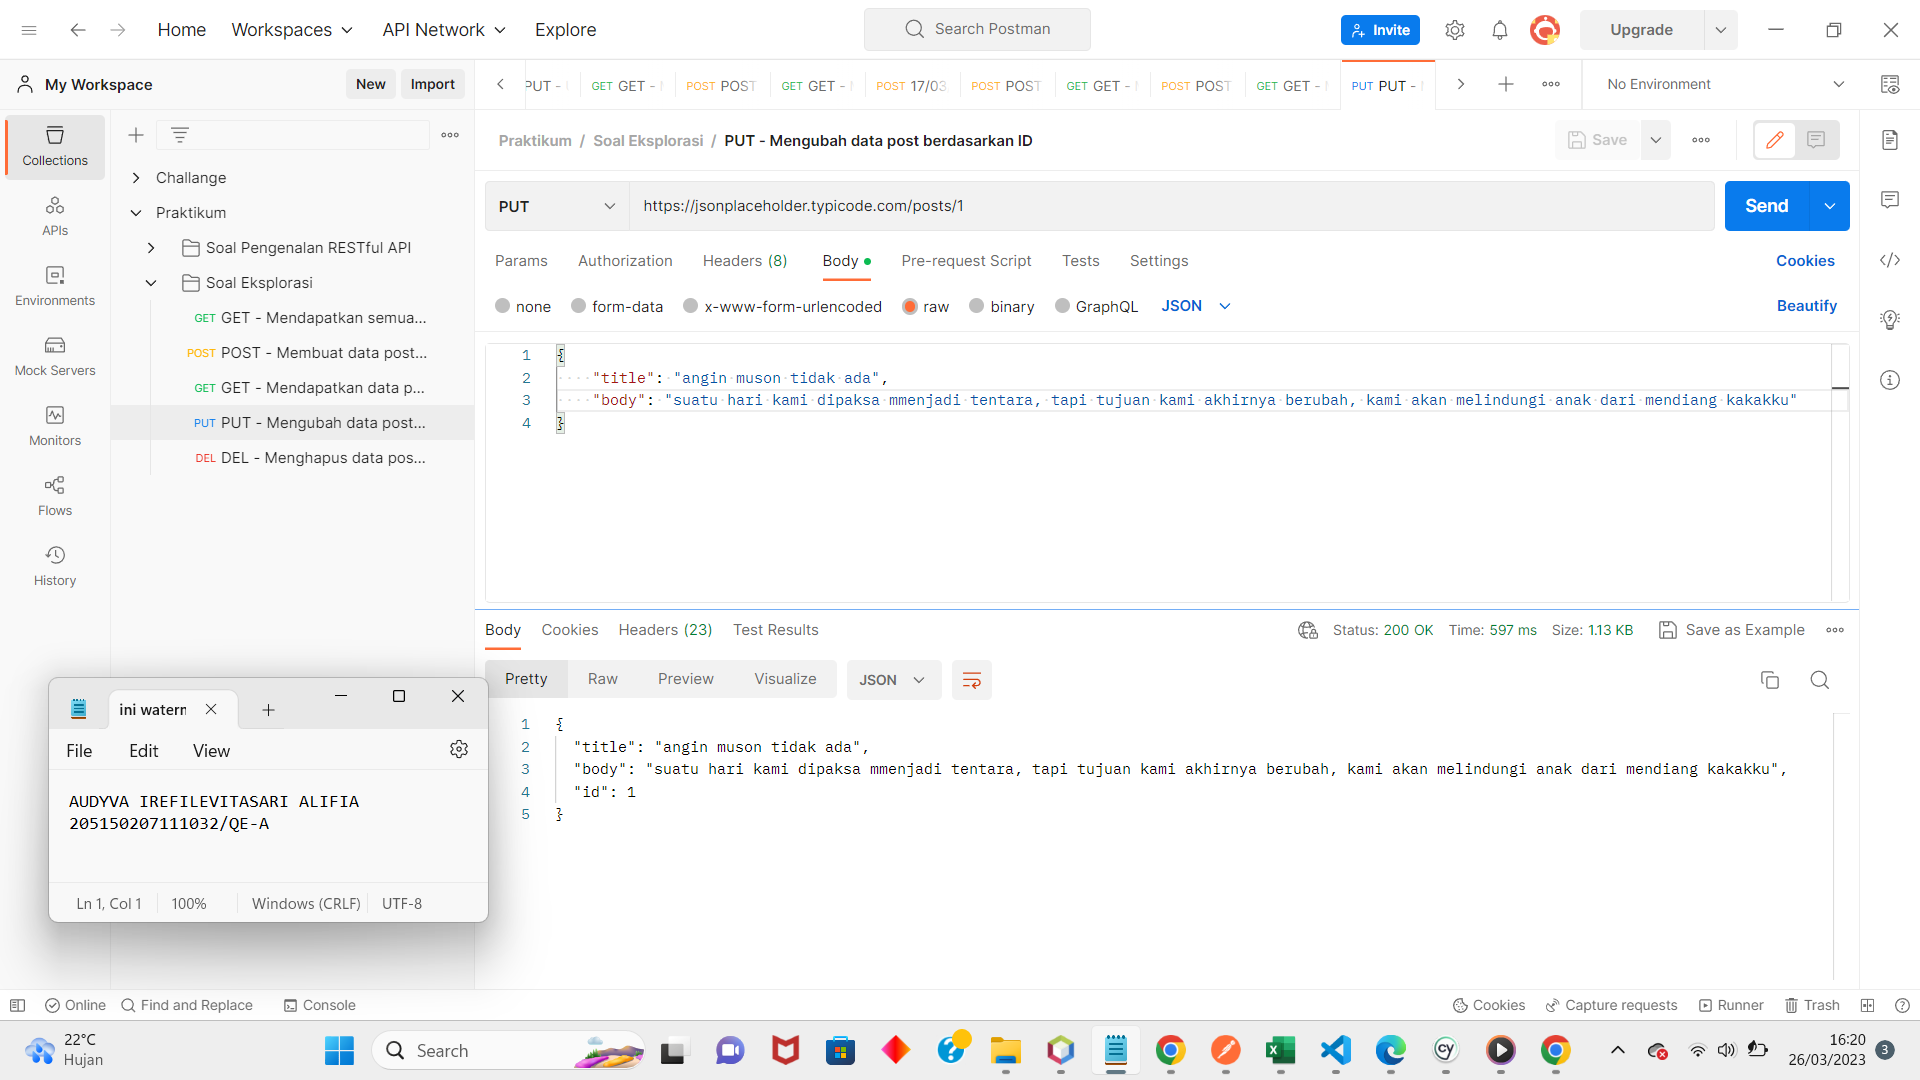 Home
Workspaces
API Network
Explore
Search Postman
Invite
Upgrade
My Workspace
New
Import
PUT -
GET GET -
POST POST
GET GET -
POST 17/03
POST POST
GET GET -
POST POST
GET GET -
PUT PUT -
No Environment
Collections
APIs
Environments
Mock Servers
Monitors
Flows
History
Challange
Praktikum
Soal Pengenalan RESTful API
Soal Eksplorasi
GET GET - Mendapatkan semua...
POST POST - Membuat data post...
GET GET - Mendapatkan data p...
PUT PUT - Mengubah data post...
DEL DEL - Menghapus data pos...
Praktikum / Soal Eksplorasi / PUT - Mengubah data post berdasarkan ID
Save
PUT
https://jsonplaceholder.typicode.com/posts/1
Send
Params
Authorization
Headers (8)
Body
Pre-request Script
Tests
Settings
Cookies
none
form-data
x-www-form-urlencoded
raw
binary
GraphQL
JSON
Beautify
1 {
2 "title": "angin muson tidak ada",
3 "body": "suatu hari kami dipaksa mmenjadi tentara, tapi tujuan kami akhirnya berubah, kami akan melindungi anak dari mendiang kakakku"
4 }
Body
Cookies
Headers (23)
Test Results
Status: 200 OK
Time: 597 ms
Size: 1.13 KB
Save as Example
Pretty
Raw
Preview
Visualize
JSON
1 {
2 "title": "angin muson tidak ada",
3 "body": "suatu hari kami dipaksa mmenjadi tentara, tapi tujuan kami akhirnya berubah, kami akan melindungi anak dari mendiang kakakku",
4 "id": 1
5 }
ini waterm
File
Edit
View
AUDYVA IREFILEVITASARI ALIFIA
205150207111032/QE-A
Ln 1, Col 1
100%
Windows (CRLF)
UTF-8
Online
Find and Replace
Console
Cookies
Capture requests
Runner
Trash
22°C
Hujan
Search
16:20
26/03/2023
3